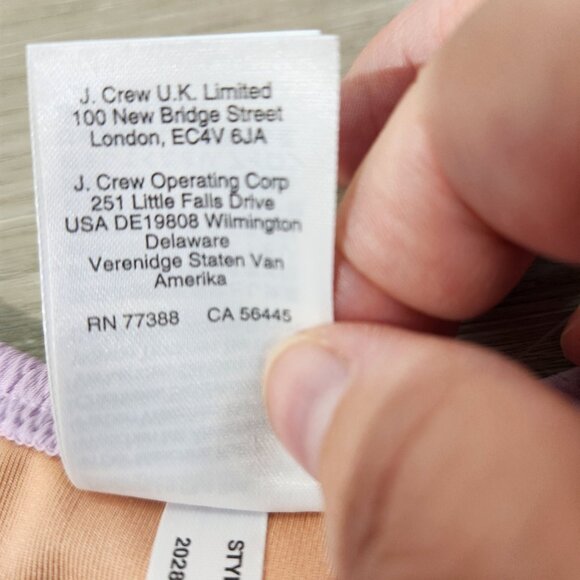 J. Crew U.K. Limited
100 New Bridge Street
London, EC4V 6JA
J. Crew Operating Corp
251 Little Falls Drive
USA DE19808 Wilmington
Delaware
Verenidge Staten Van
Amerika
RN 77388 CA 56445